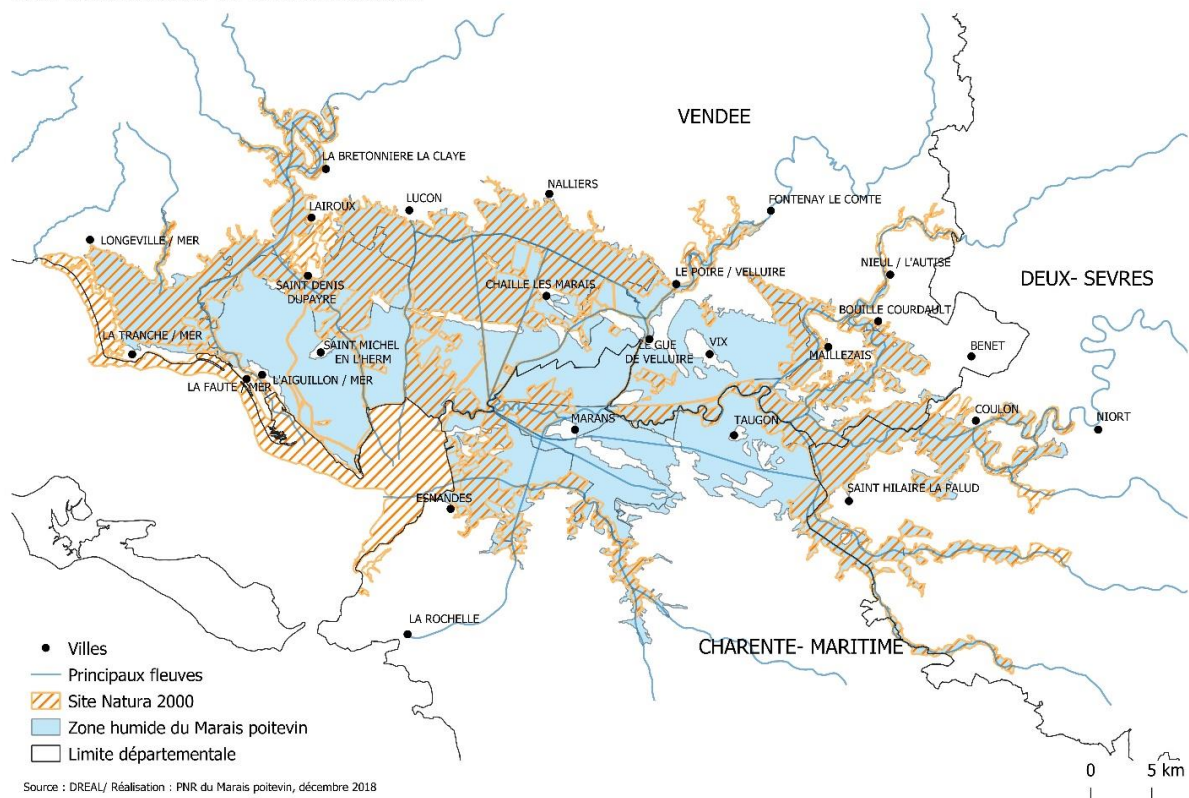 VENDEE
LA BRETONNIERE LA CLAYE
NALLIERS
LUCON
FONTENAY LE COMTE
LAIROUX
LONGEVILLE / MER
NIEUL / L'AUTISE
LE POIRE / VELLUIRE
DEUX- SEVRES
SAINT DENIS
DUPAYRE
CHAILLE LES MARAIS
BOUILLE COURDAULT
LA TRANCHE / MER
SAINT MICHEL
EN L'HERM
LE GUE
DE VELLUIRE
VIX
MAILLEZAIS
BENET
L'AIGUILLON / MER
LA FAUTE / MER
MARANS
TAUGON
COULON
NIORT
ESNANDES
SAINT HILAIRE LA PALUD
LA ROCHELLE
CHARENTE- MARITIME
Villes
Principaux fleuves
Site Natura 2000
Zone humide du Marais poitevin
Limite départementale
0 5 km
Source : DREAL/ Réalisation : PNR du Marais poitevin, décembre 2018